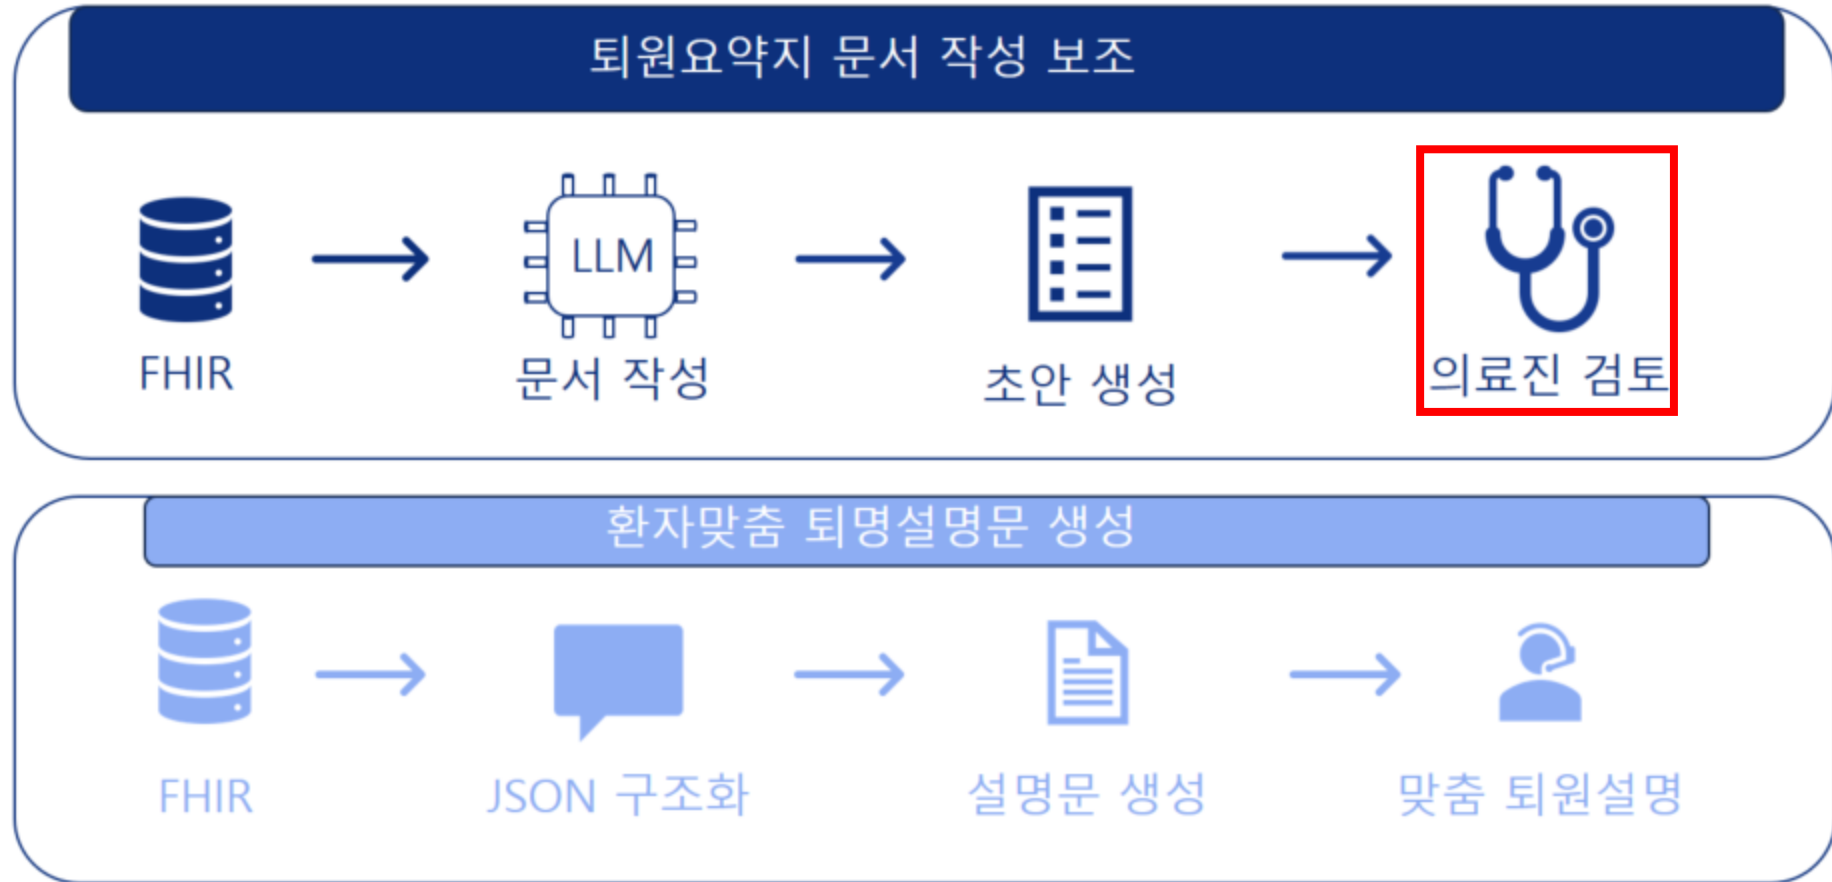 퇴원요약지 문서 작성 보조
LLM
FHIR
문서 작성
초안 생성
의료진 검토
환자맞춤 퇴명설명문 생성
FHIR
JSON 구조화
설명문 생성
맞춤 퇴원설명